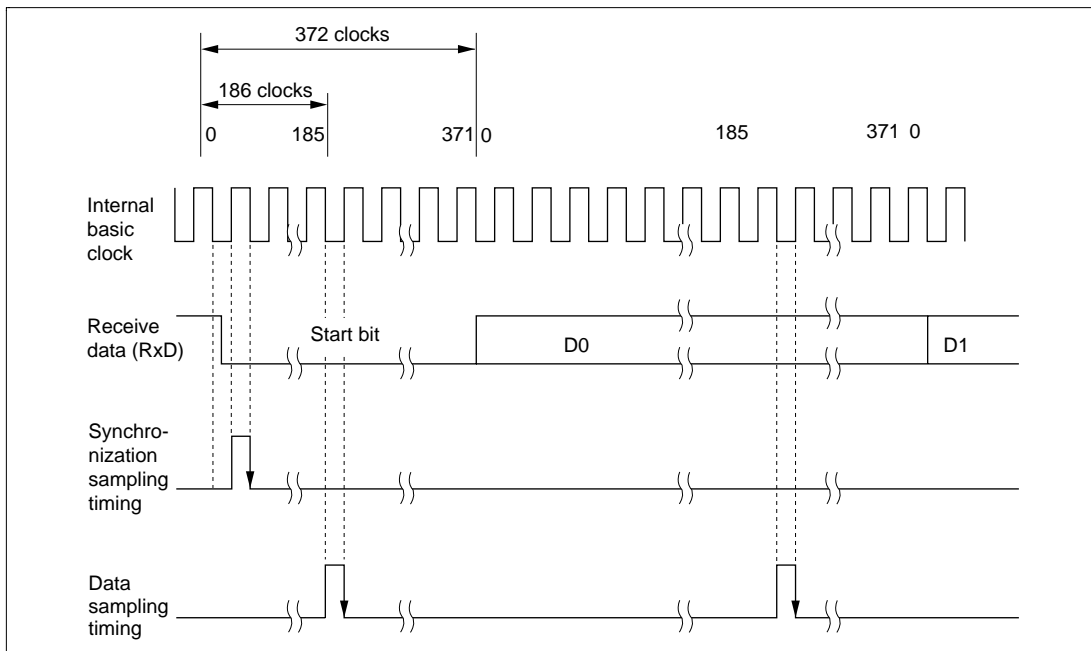 372 clocks
186 clocks
0 185 371 0 185 371 0
Internal
basic
clock
Receive
data (RxD)
Start bit
D0
D1
Synchro-
nization
sampling
timing
Data
sampling
timing